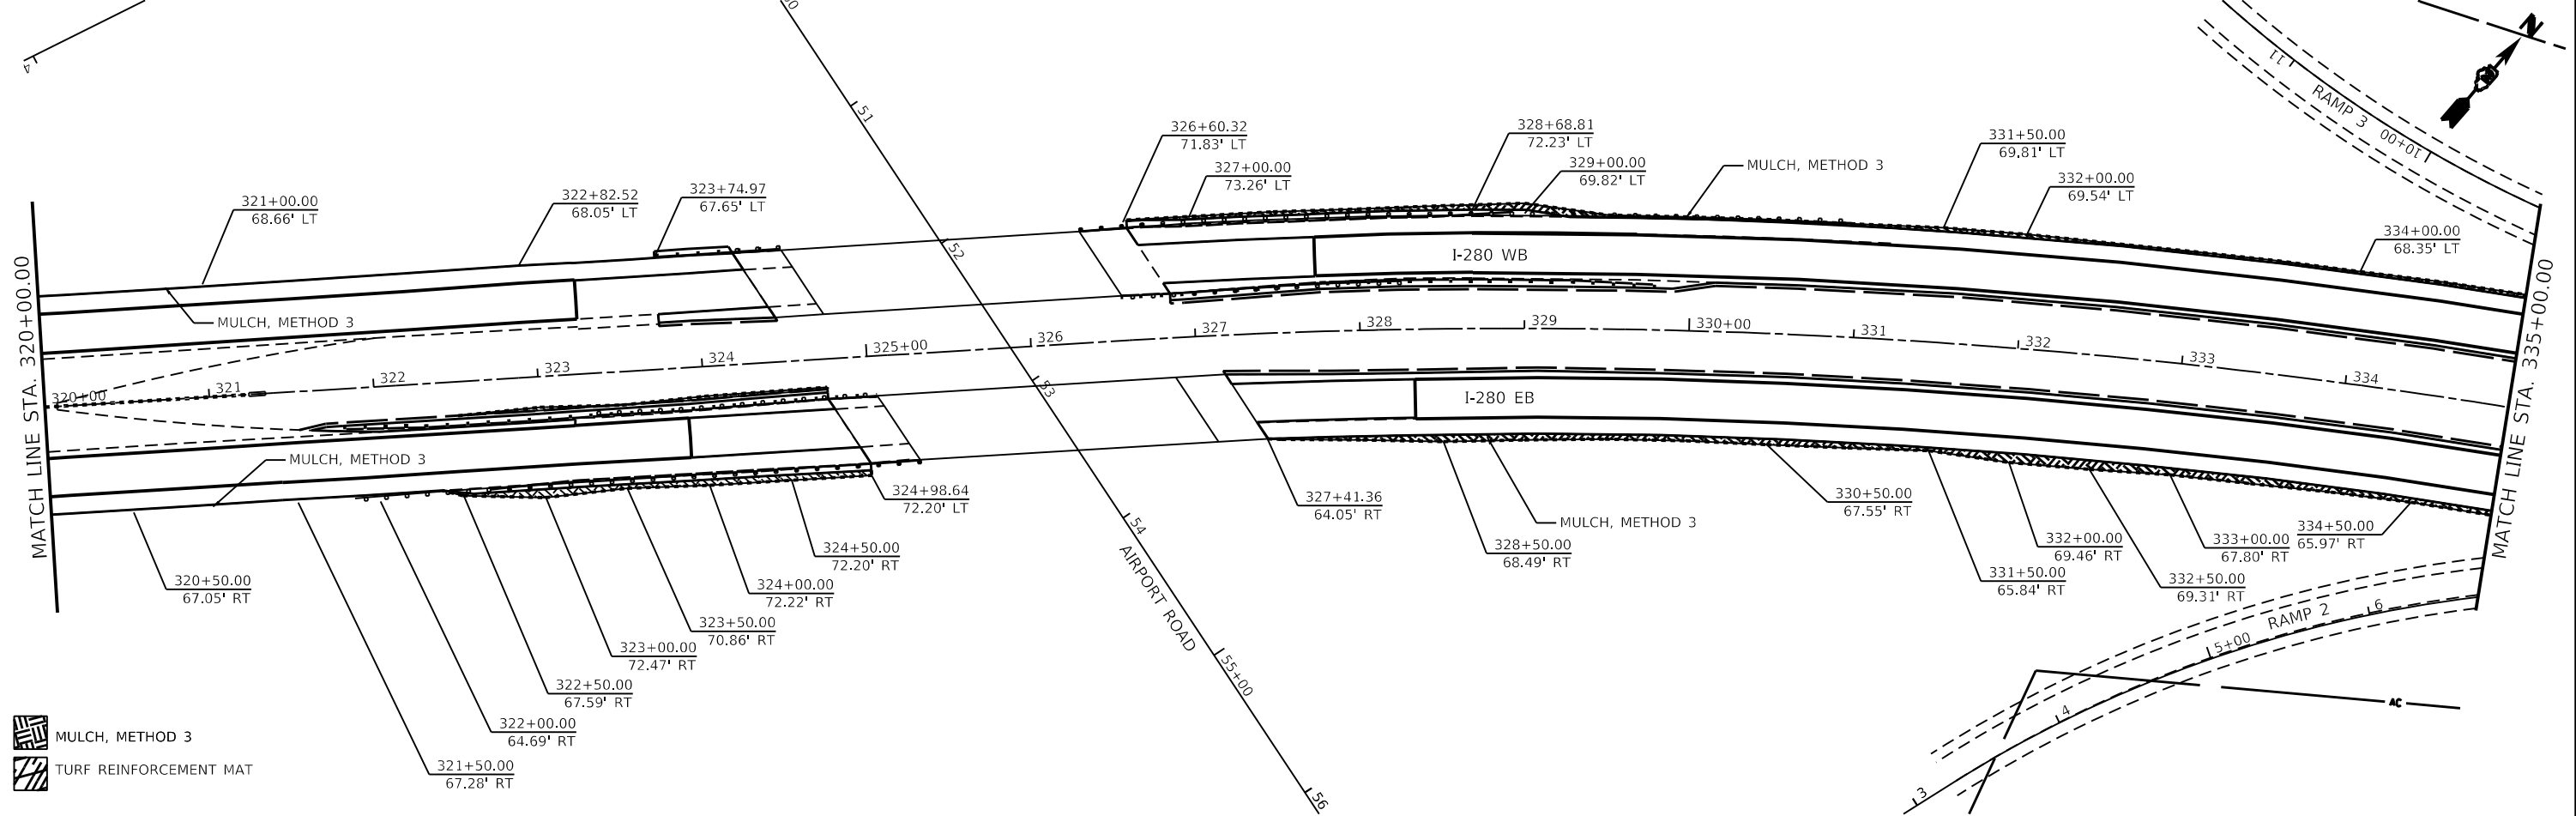 4
50
51
52
53
54
55+00
56
AIRPORT ROAD
MATCH LINE STA. 320+00.00
321+00.00
68.66' LT
322+82.52
68.05' LT
323+74.97
67.65' LT
326+60.32
71.83' LT
327+00.00
73.26' LT
328+68.81
72.23' LT
329+00.00
69.82' LT
MULCH, METHOD 3
331+50.00
69.81' LT
332+00.00
69.54' LT
334+00.00
68.35' LT
11
RAMP 3
10+00
N
MATCH LINE STA. 335+00.00
MULCH, METHOD 3
I-280 WB
320+00
321
322
323
324
325+00
326
327
328
329
330+00
331
332
333
334
I-280 EB
MULCH, METHOD 3
320+50.00
67.05' RT
321+50.00
67.28' RT
322+00.00
64.69' RT
322+50.00
67.59' RT
323+00.00
72.47' RT
323+50.00
70.86' RT
324+00.00
72.22' RT
324+50.00
72.20' RT
324+98.64
72.20' LT
327+41.36
64.05' RT
328+50.00
68.49' RT
MULCH, METHOD 3
330+50.00
67.55' RT
331+50.00
65.84' RT
332+00.00
69.46' RT
332+50.00
69.31' RT
333+00.00
67.80' RT
334+50.00
65.97' RT
RAMP 2
3
4
5+00
6
AC
MULCH, METHOD 3
TURF REINFORCEMENT MAT